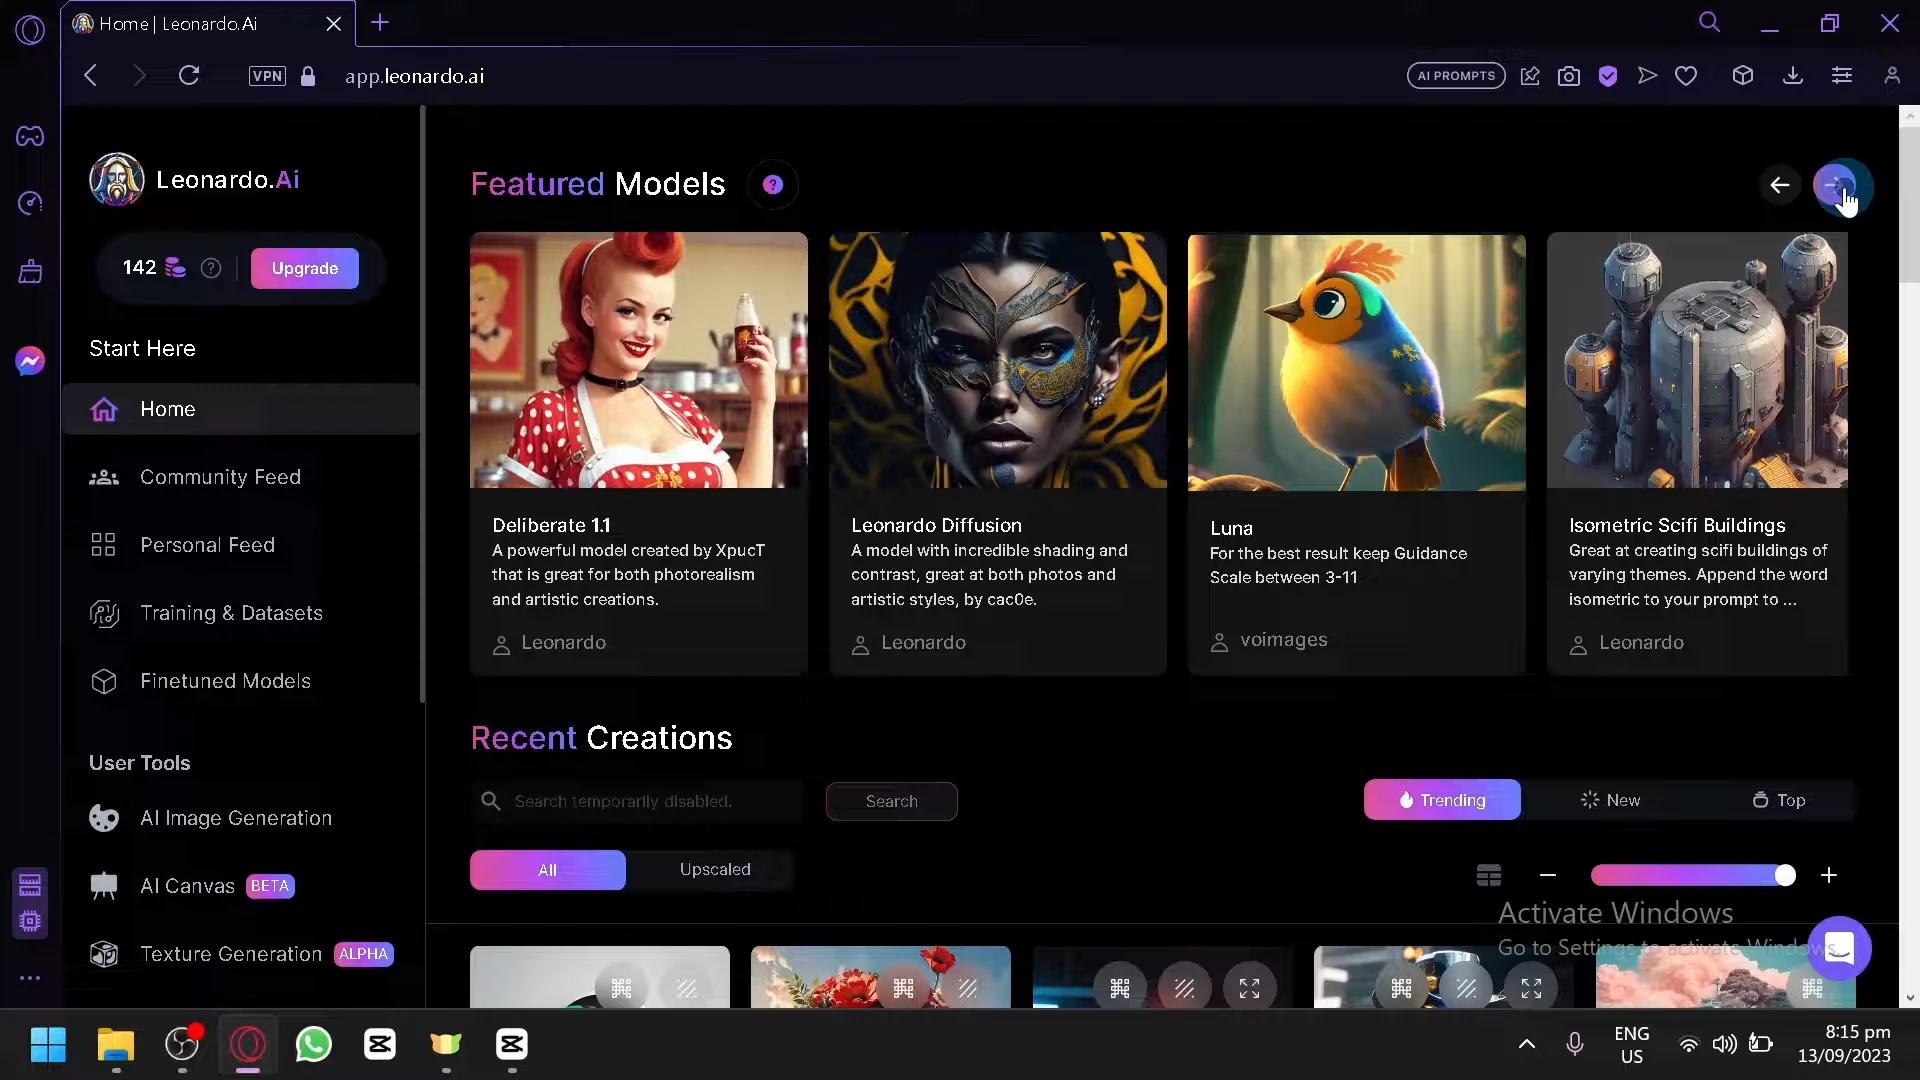 Home | Leonardo.Ai
VPN
app.leonardo.ai
AI PROMPTS
Leonardo.Ai
142
Upgrade
Start Here
Home
Community Feed
Personal Feed
Training & Datasets
Finetuned Models
User Tools
AI Image Generation
AI Canvas BETA
Texture Generation ALPHA
Featured Models
Deliberate 1.1
A powerful model created by XpucT
that is great for both photorealism
and artistic creations.
Leonardo
Leonardo Diffusion
A model with incredible shading and
contrast, great at both photos and
artistic styles, by cac0e.
Leonardo
Luna
For the best result keep Guidance
Scale between 3-11
voimages
Isometric Scifi Buildings
Great at creating scifi buildings of
varying themes. Append the word
isometric to your prompt to ...
Leonardo
Recent Creations
Search temporarily disabled.
Search
Trending
New
Top
All
Upscaled
Activate Windows
Go to Settings to activate Windows.
ENG
US
8:15 pm
13/09/2023